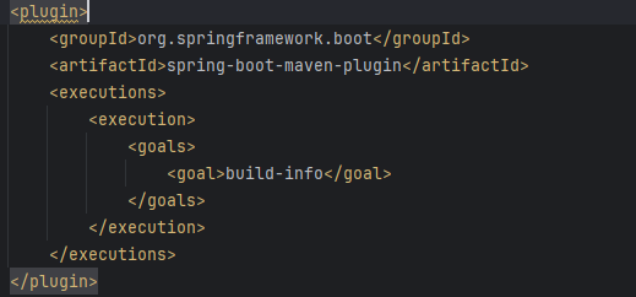 <plugin>
<groupId>org.springframework.boot</groupId>
<artifactId>spring-boot-maven-plugin</artifactId>
<executions>
<execution>
<goals>
<goal>build-info</goal>
</goals>
</execution>
</executions>
</plugin>